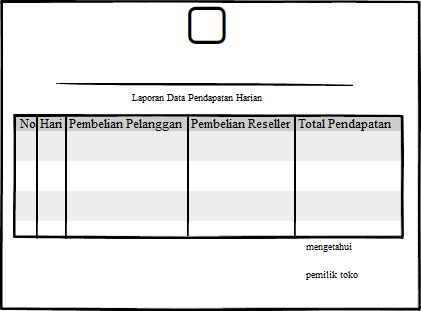 Laporan Data Pendapatan Harian
No Hari Pembelian Pelanggan Pembelian Reseller Total Pendapatan
mengetahui
pemilik toko